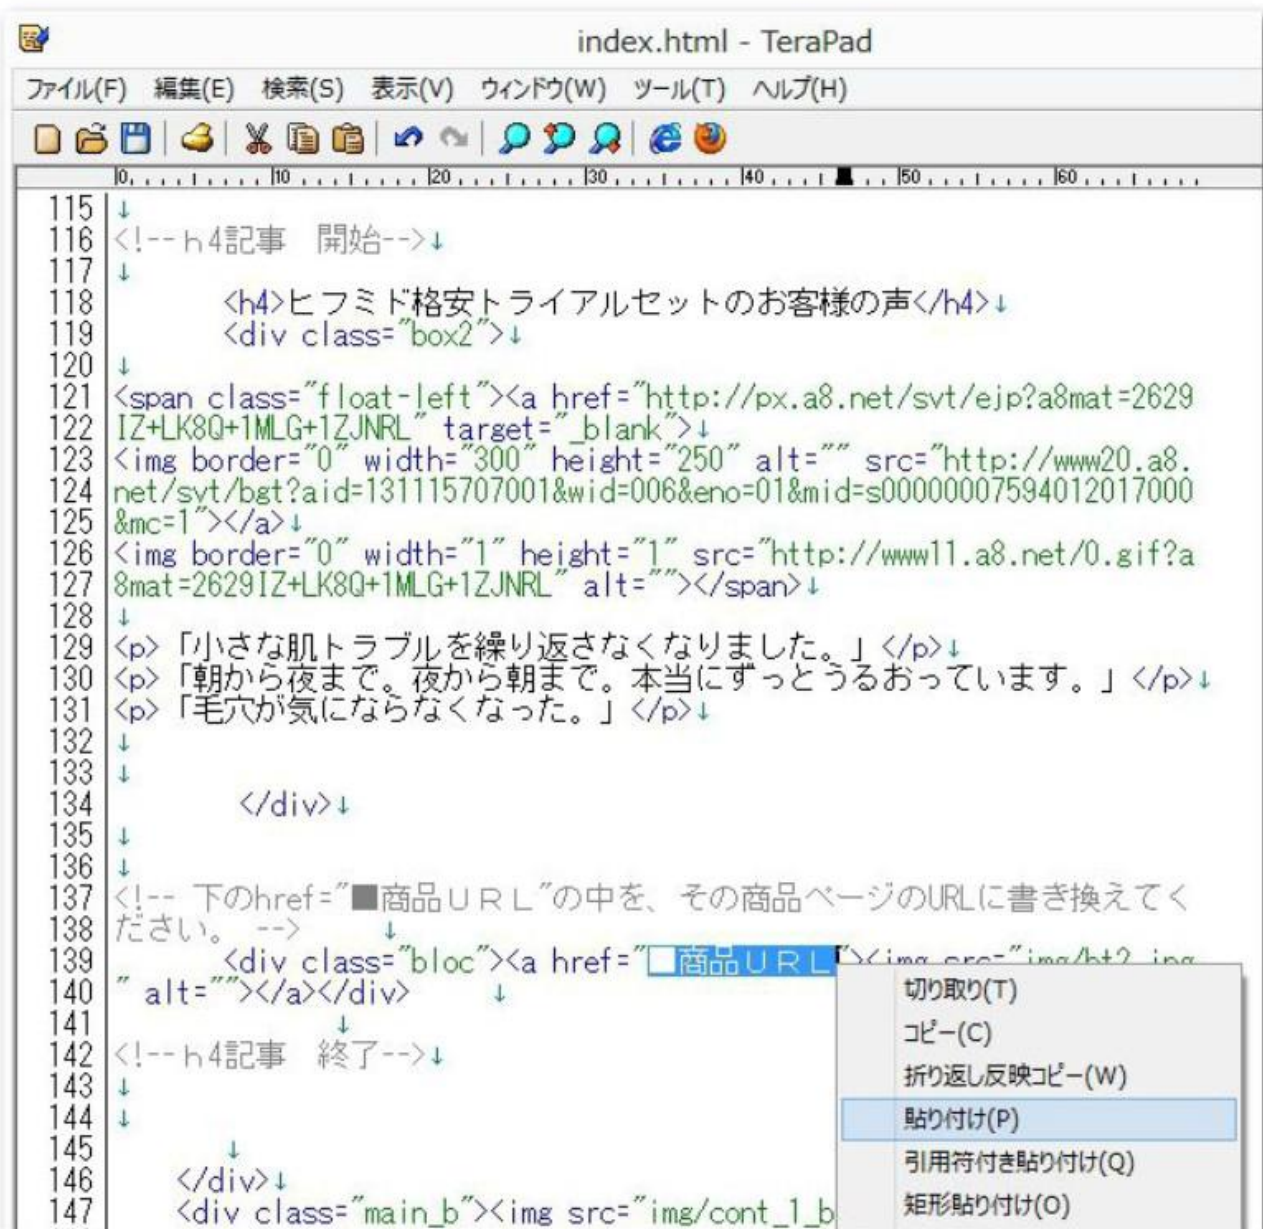 index.html - TeraPad
ファイル(F) 編集(E) 検索(S) 表示(V) ウィンドウ(W) ツール(T) ヘルプ(H)
0 10 20 30 40 50 60
115 ↓
116 <!--ｈ4記事　開始-->↓
117 ↓
118 <h4>ヒフミド格安トライアルセットのお客様の声</h4>↓
119 <div class="box2">↓
120 ↓
121 <span class="float-left"><a href="http://px.a8.net/svt/ejp?a8mat=2629
122 IZ+LK8Q+1MLG+1ZJNRL" target="_blank">↓
123 <img border="0" width="300" height="250" alt="" src="http://www20.a8.
124 net/svt/bgt?aid=131115707001&wid=006&eno=01&mid=s00000007594012017000
125 &mc=1"></a>↓
126 <img border="0" width="1" height="1" src="http://www11.a8.net/0.gif?a
127 8mat=2629IZ+LK8Q+1MLG+1ZJNRL" alt=""></span>↓
128 ↓
129 <p>「小さな肌トラブルを繰り返さなくなりました。」</p>↓
130 <p>「朝から夜まで。夜から朝まで。本当にずっとうるおっています。」</p>↓
131 <p>「毛穴が気にならなくなった。」</p>↓
132 ↓
133 ↓
134 </div>↓
135 ↓
136 ↓
137 <!-- 下のhref="■商品ＵＲＬ"の中を、その商品ページのURLに書き換えてく
138 ださい。 --> ↓
139 <div class="bloc"><a href="■商品ＵＲＬ"><img src="img/bt2.jpg
140 " alt=""></a></div> ↓
141 ↓
142 <!--ｈ4記事　終了-->↓
143 ↓
144 ↓
145 ↓
146 </div>↓
147 <div class="main_b"><img src="img/cont_1_b
切り取り(T)
コピー(C)
折り返し反映コピー(W)
貼り付け(P)
引用符付き貼り付け(Q)
矩形貼り付け(O)